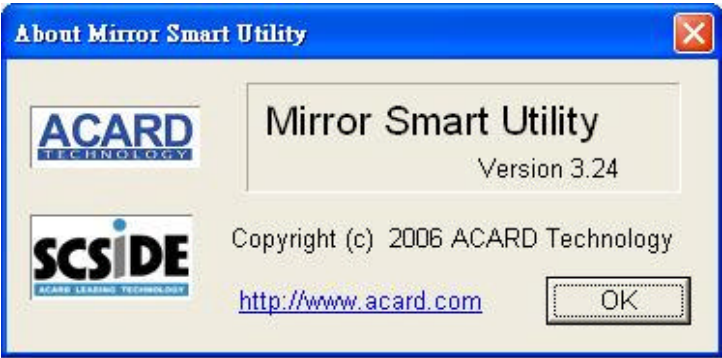 About Mirror Smart Utility
ACARD
TECHNOLOGY
Mirror Smart Utility
Version 3.24
SCSiDE
ACARD LEADING TECHNOLOGY
Copyright (c) 2006 ACARD Technology
http://www.acard.com
OK